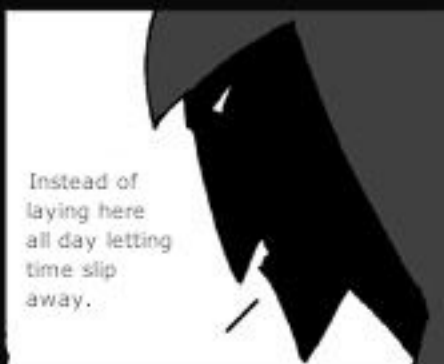 Instead of
laying here
all day letting
time slip
away.